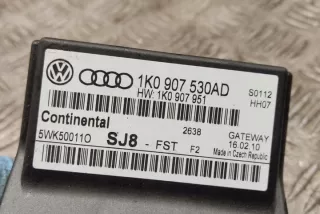 1K0 907 530AD
HW: 1K0 907 951
S0112
HH07
Continental
2638
GATEWAY
5WK50011O
SJ8 - FST F2
16.02.10
Made in Czech Republic